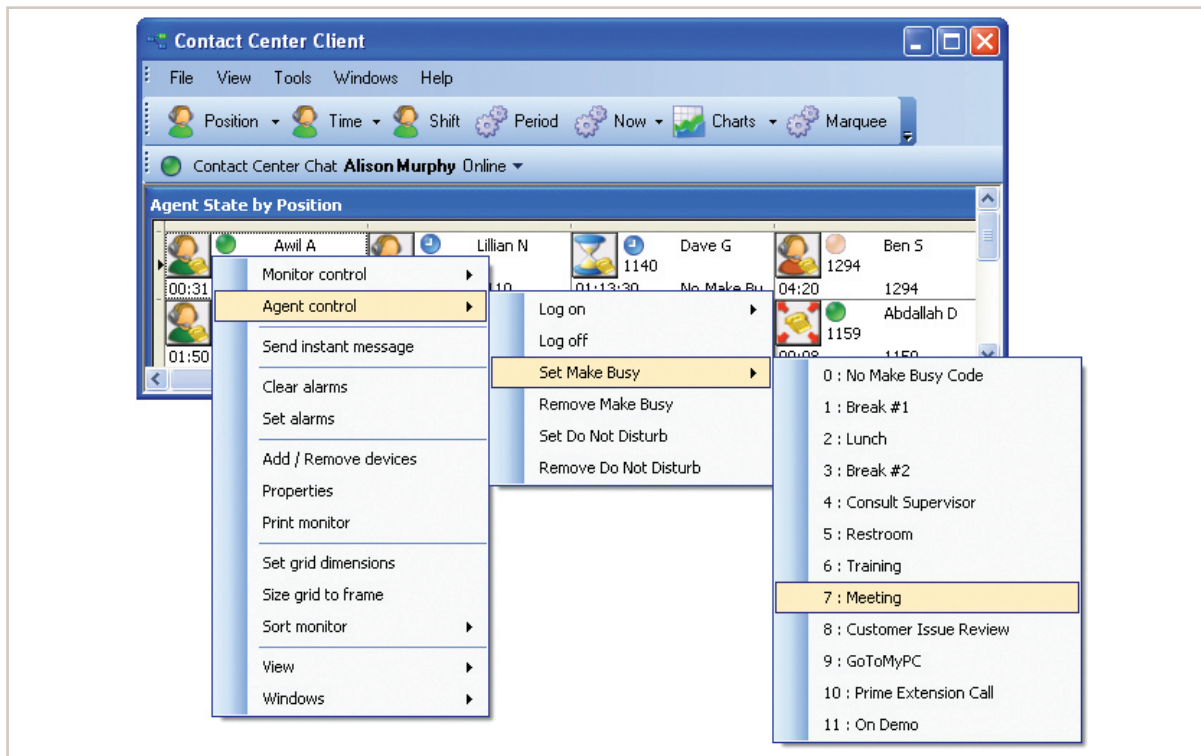 Contact Center Client
File View Tools Windows Help
Position Time Shift Period Now Charts Marquee
Contact Center Chat Alison Murphy Online
Agent State by Position
Awil A Lillian N Dave G Ben S
1140 1294
00:31 01:13:30 No Make Bu 04:20 1294
Abdallah D
1159
01:50
Monitor control
Agent control
Send instant message
Clear alarms
Set alarms
Add / Remove devices
Properties
Print monitor
Set grid dimensions
Size grid to frame
Sort monitor
View
Windows
Log on
Log off
Set Make Busy
Remove Make Busy
Set Do Not Disturb
Remove Do Not Disturb
0 : No Make Busy Code
1 : Break #1
2 : Lunch
3 : Break #2
4 : Consult Supervisor
5 : Restroom
6 : Training
7 : Meeting
8 : Customer Issue Review
9 : GoToMyPC
10 : Prime Extension Call
11 : On Demo